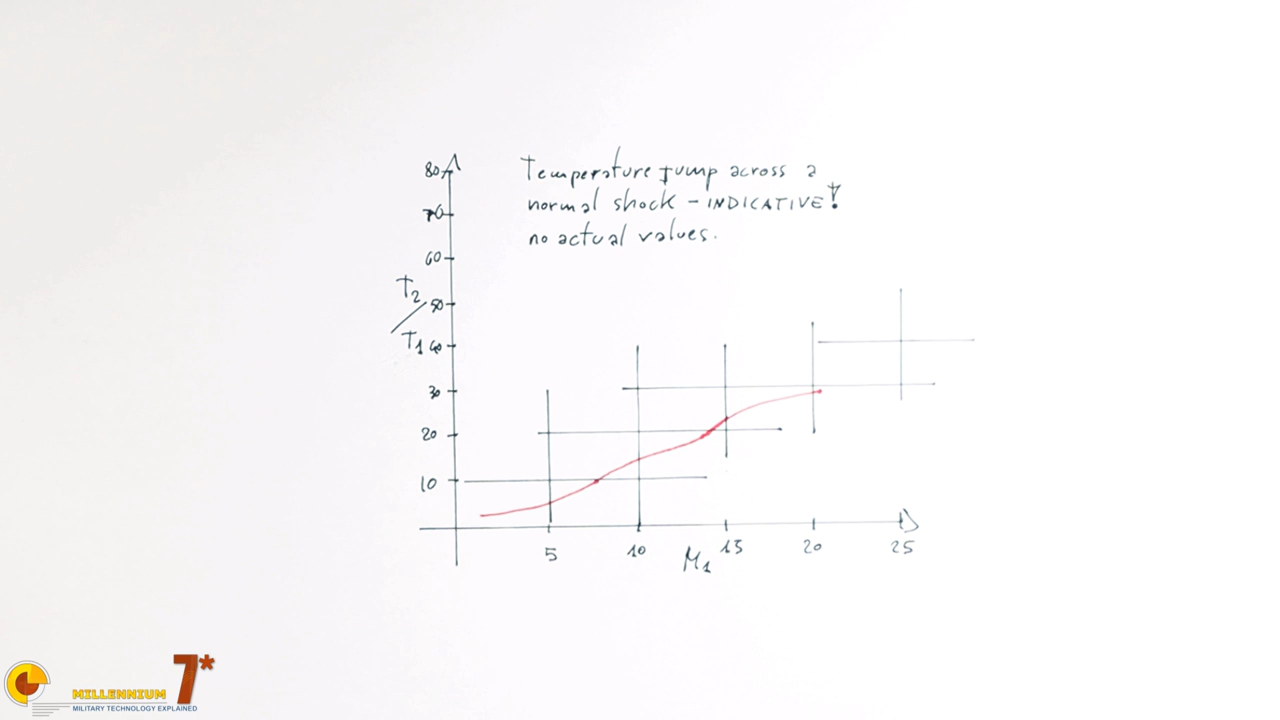 Temperature jump across a
normal shock - INDICATIVE!
no actual values.
80
70
60
T2/T1
50
40
30
20
10
5
10
15
20
25
M1
7*
MILLENNIUM
MILITARY TECHNOLOGY EXPLAINED